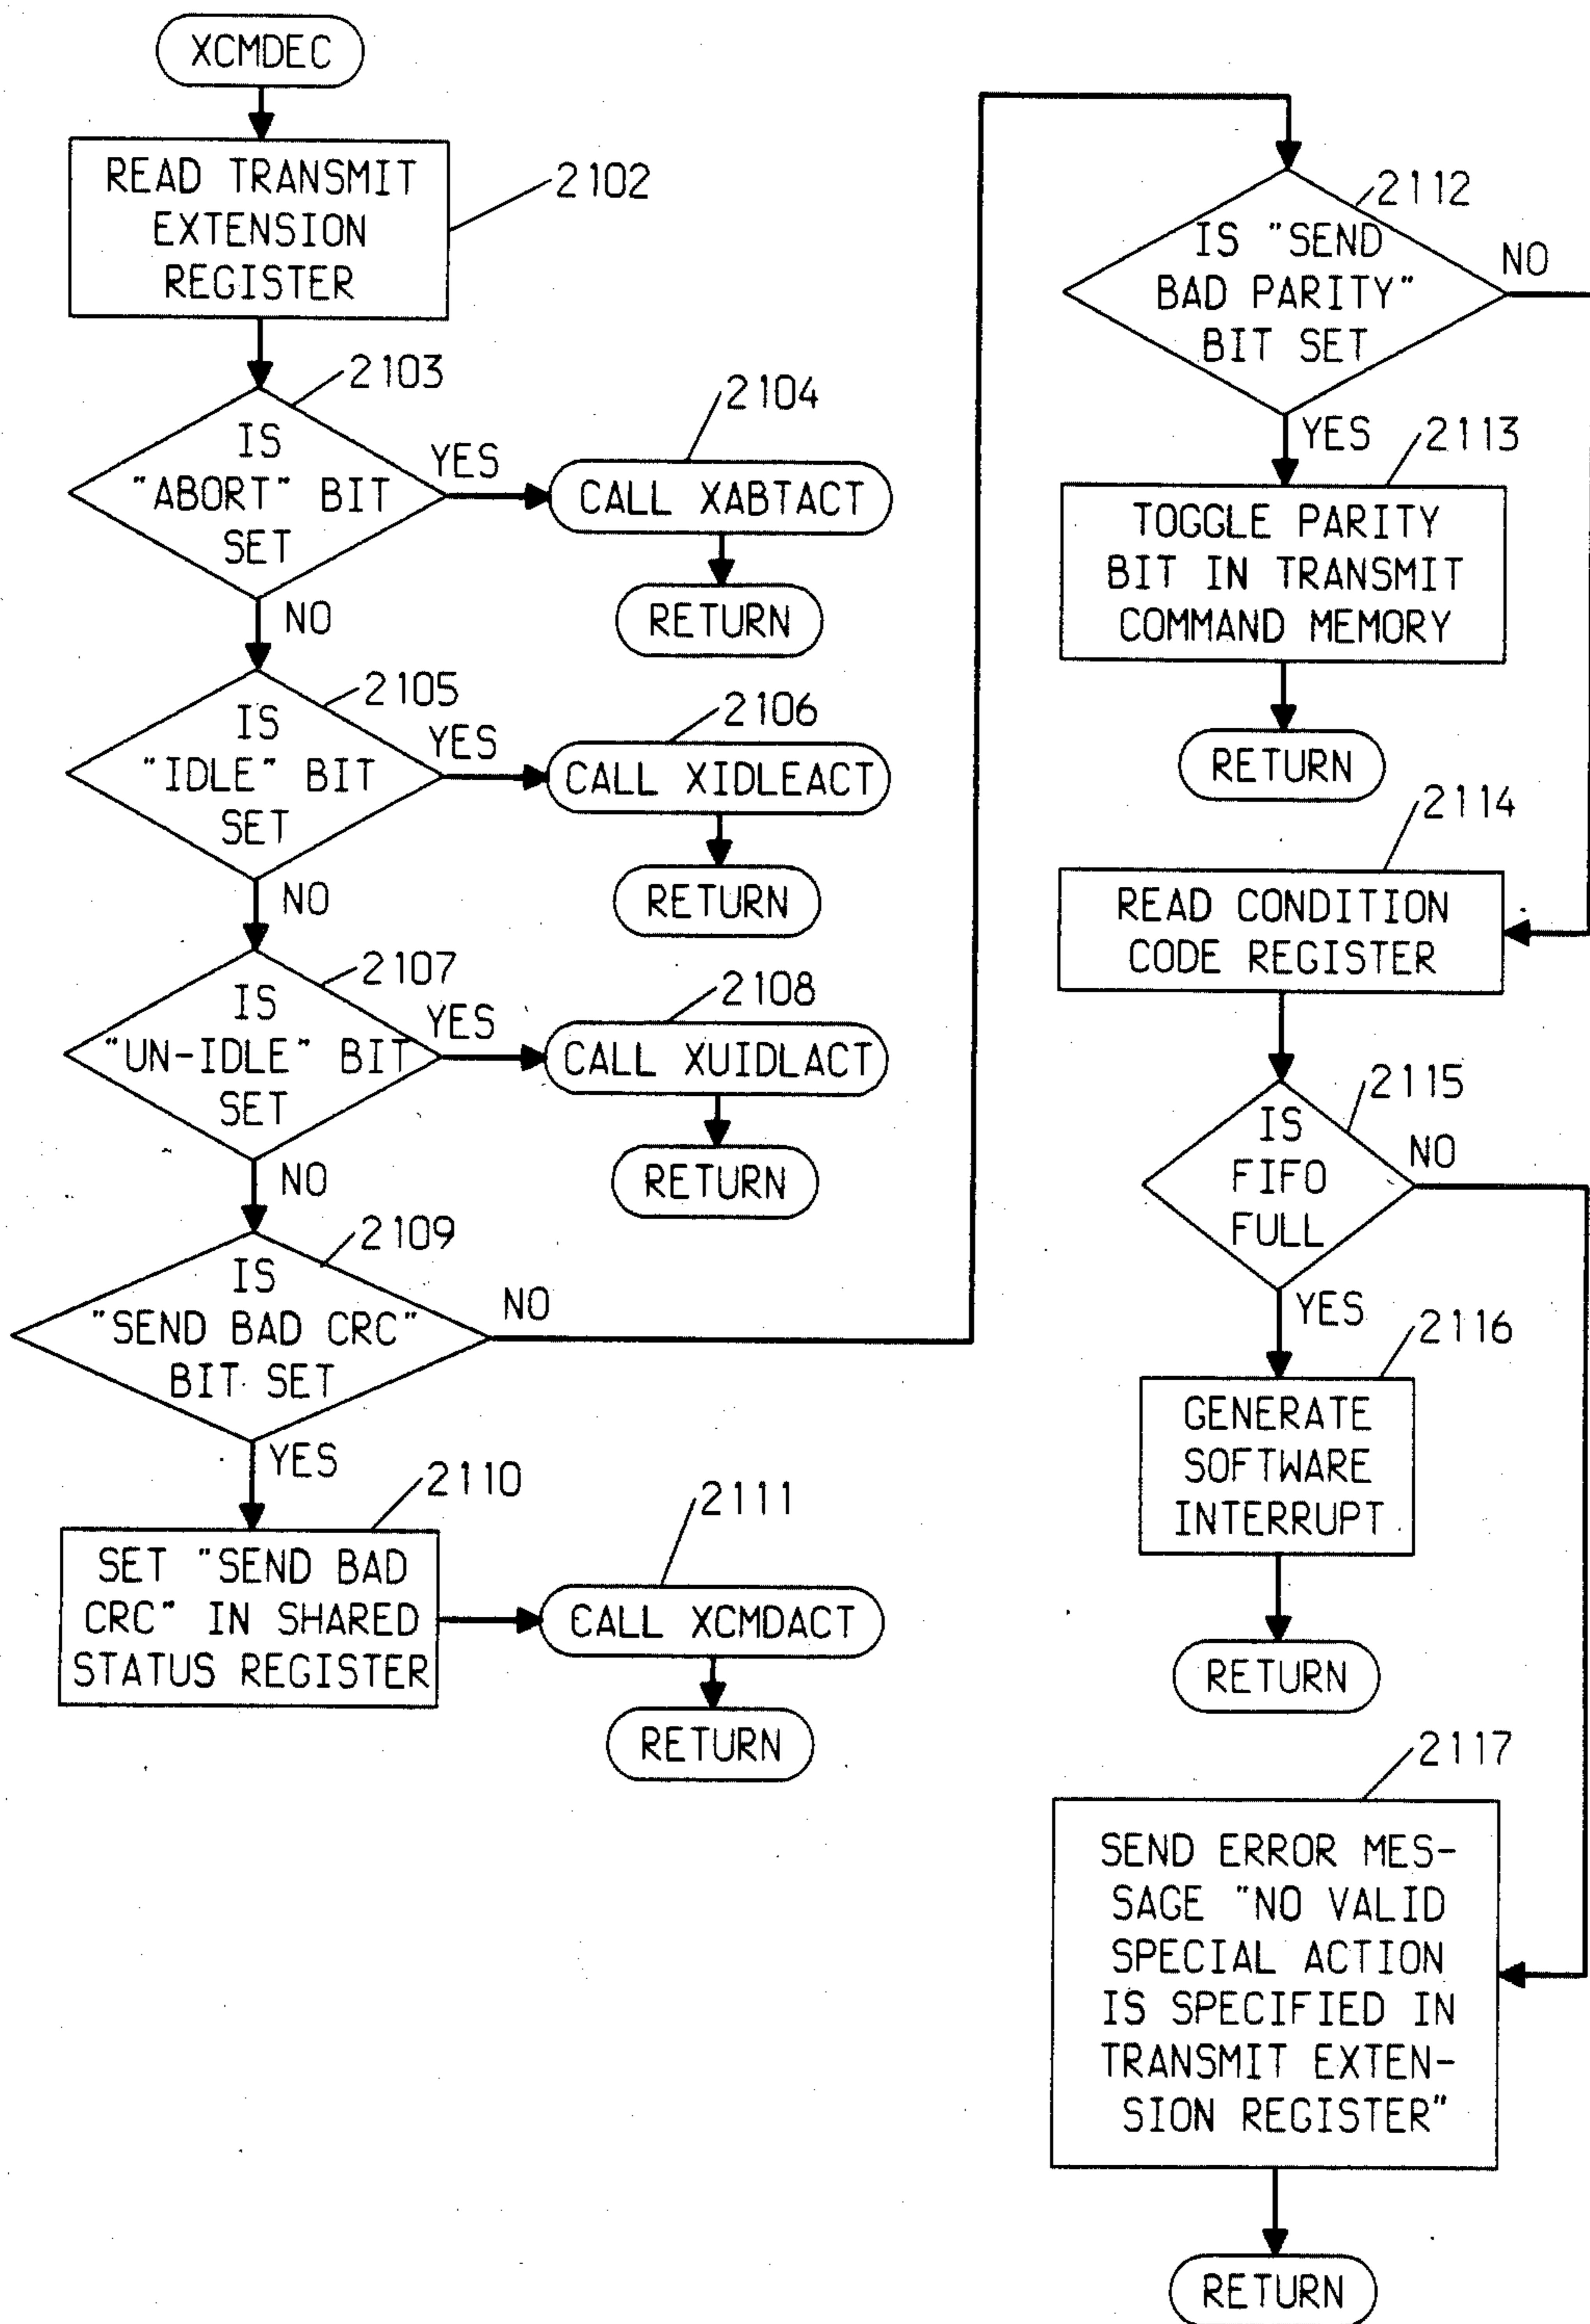 XCMDEC
READ TRANSMIT
EXTENSION
REGISTER
2102
2103
IS
"ABORT" BIT
SET
YES
NO
2104
CALL XABTACT
RETURN
2105
IS
"IDLE" BIT
SET
YES
NO
2106
CALL XIDLEACT
RETURN
2107
IS
"UN-IDLE" BIT
SET
YES
NO
2108
CALL XUIDLACT
RETURN
2109
IS
"SEND BAD CRC"
BIT SET
NO
YES
2110
SET "SEND BAD
CRC" IN SHARED
STATUS REGISTER
2111
CALL XCMDACT
RETURN
2112
IS "SEND
BAD PARITY"
BIT SET
NO
YES
2113
TOGGLE PARITY
BIT IN TRANSMIT
COMMAND MEMORY
RETURN
2114
READ CONDITION
CODE REGISTER
2115
IS
FIFO
FULL
NO
YES
2116
GENERATE
SOFTWARE
INTERRUPT
RETURN
2117
SEND ERROR MES-
SAGE "NO VALID
SPECIAL ACTION
IS SPECIFIED IN
TRANSMIT EXTEN-
SION REGISTER"
RETURN